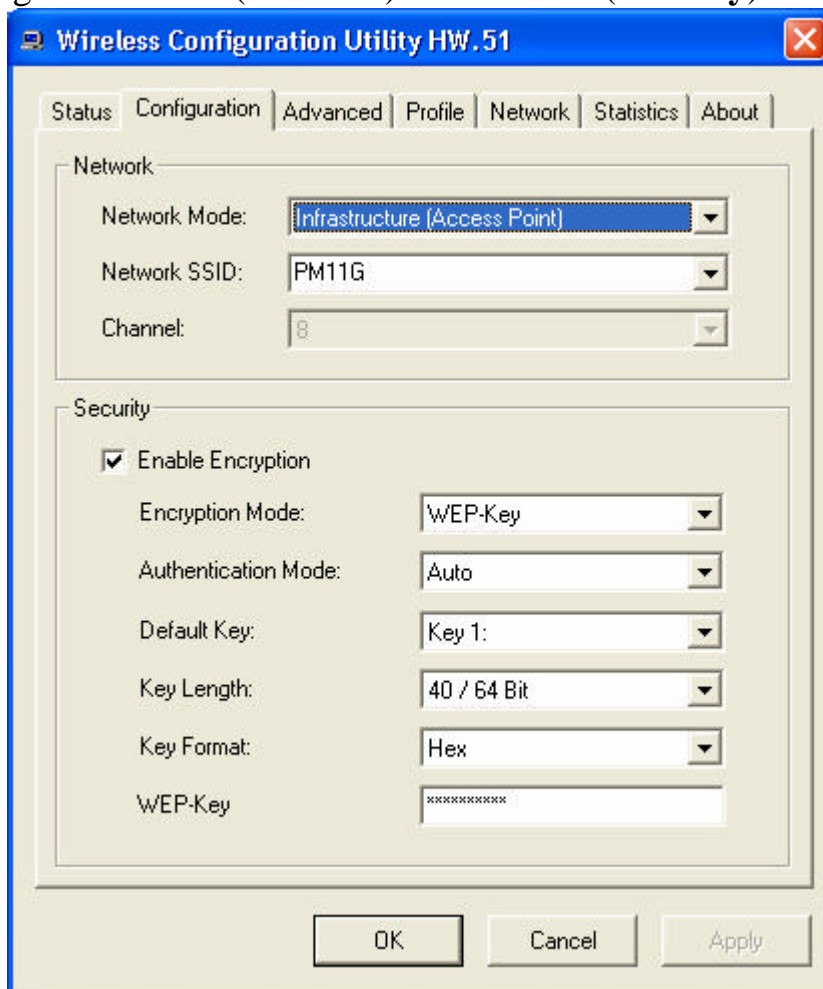 Wireless Configuration Utility HW.51
Status Configuration Advanced Profile Network Statistics About
Network
Network Mode: Infrastructure (Access Point)
Network SSID: PM11G
Channel: 8
Security
Enable Encryption
Encryption Mode: WEP-Key
Authentication Mode: Auto
Default Key: Key 1:
Key Length: 40 / 64 Bit
Key Format: Hex
WEP-Key **********
OK Cancel Apply